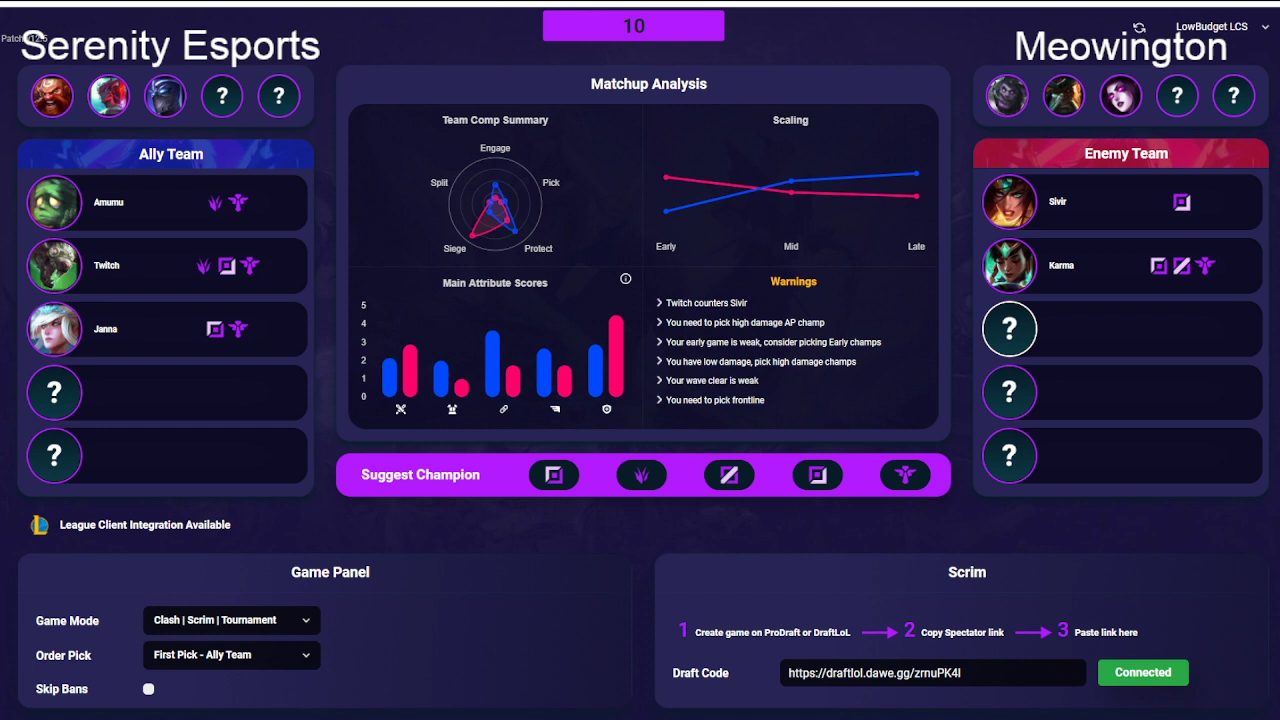 10
LowBudget LCS
Serenity Esports
Meowington
Matchup Analysis
? ?
? ?
Ally Team
Enemy Team
Team Comp Summary
Engage
Split
Pick
Siege
Protect
Scaling
Early Mid Late
Amumu
Twitch
Janna
?
?
Sivir
Karma
?
?
?
Main Attribute Scores
5
4
3
2
1
0
Warnings
Twitch counters Sivir
You need to pick high damage AP champ
Your early game is weak, consider picking Early champs
You have low damage, pick high damage champs
Your wave clear is weak
You need to pick frontline
Suggest Champion
League Client Integration Available
Game Panel
Game Mode Clash | Scrim | Tournament
Order Pick First Pick - Ally Team
Skip Bans
Scrim
1 Create game on ProDraft or DraftLoL 2 Copy Spectator link 3 Paste link here
Draft Code https://draftlol.dawe.gg/zrnuPK4l Connected